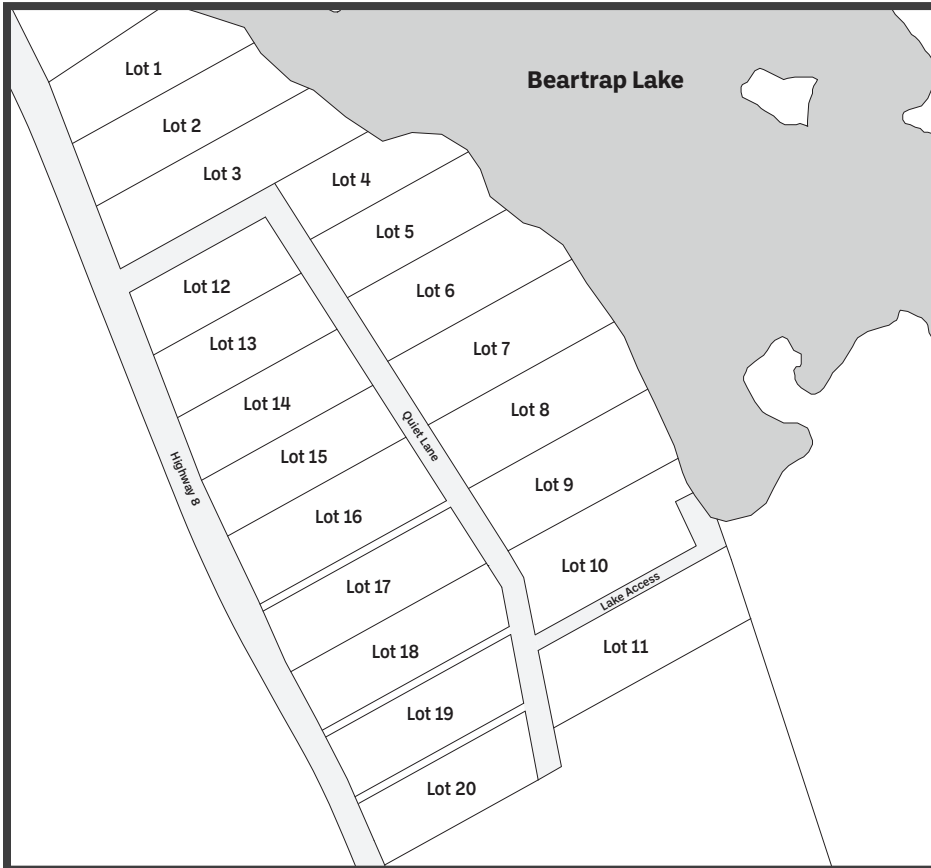 Beartrap Lake
Lot 1
Lot 2
Lot 3
Lot 4
Lot 5
Lot 6
Lot 7
Lot 8
Lot 9
Lot 10
Lake Access
Lot 11
Lot 12
Lot 13
Lot 14
Lot 15
Lot 16
Lot 17
Lot 18
Lot 19
Lot 20
Highway 8
Quiet Lane